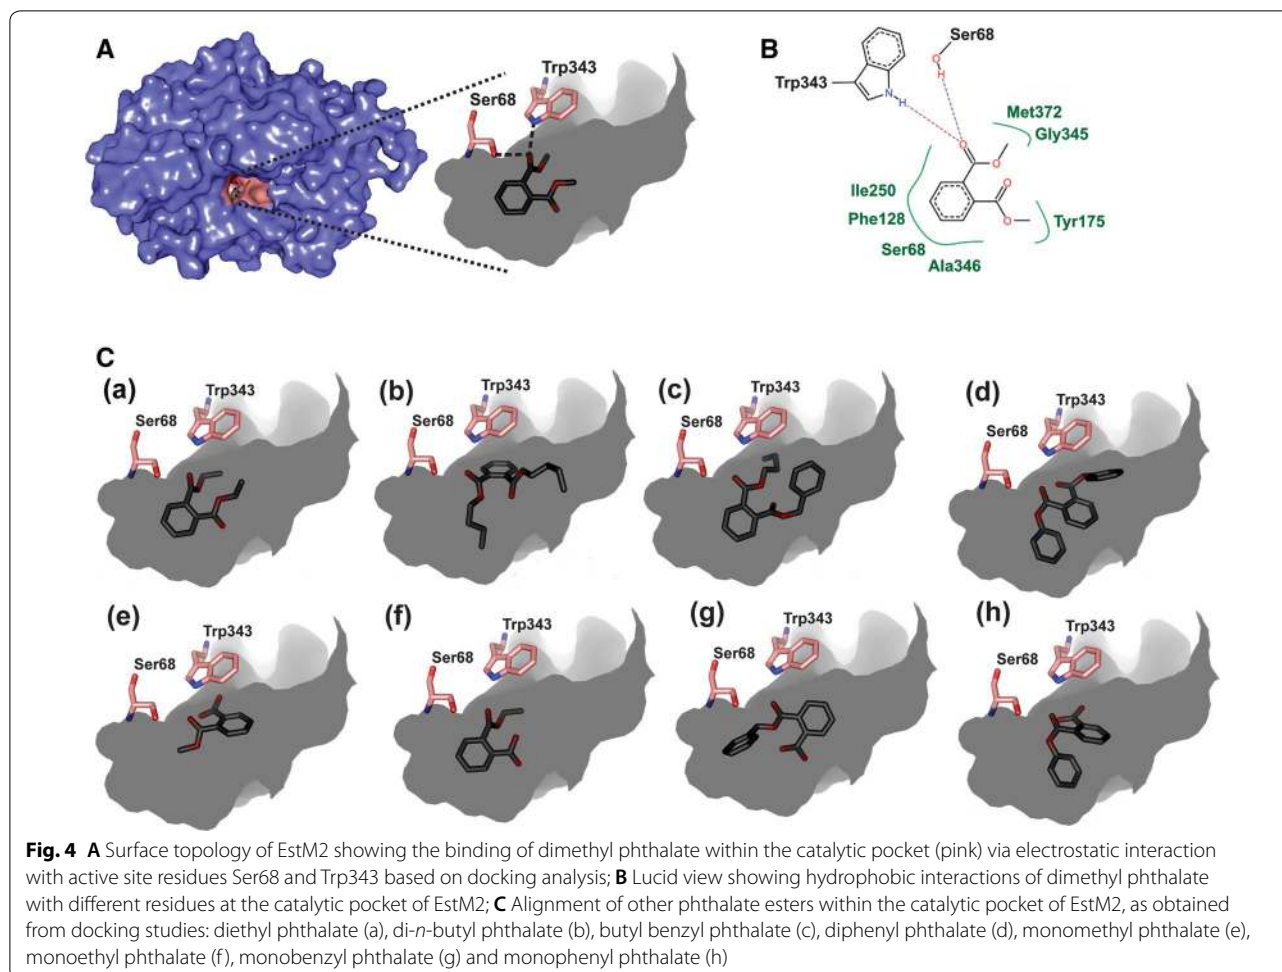 A
Trp343
Ser68
B
Ser68
Trp343
N
H
O
H
Met372
Gly345
O
O
O
O
Ile250
Phe128
Ser68
Ala346
Tyr175
C
(a)
Trp343
Ser68
(b)
Trp343
Ser68
(c)
Trp343
Ser68
(d)
Trp343
Ser68
(e)
Trp343
Ser68
(f)
Trp343
Ser68
(g)
Trp343
Ser68
(h)
Trp343
Ser68
Fig. 4 A Surface topology of EstM2 showing the binding of dimethyl phthalate within the catalytic pocket (pink) via electrostatic interaction
with active site residues Ser68 and Trp343 based on docking analysis; B Lucid view showing hydrophobic interactions of dimethyl phthalate
with different residues at the catalytic pocket of EstM2; C Alignment of other phthalate esters within the catalytic pocket of EstM2, as obtained
from docking studies: diethyl phthalate (a), di-n-butyl phthalate (b), butyl benzyl phthalate (c), diphenyl phthalate (d), monomethyl phthalate (e),
monoethyl phthalate (f), monobenzyl phthalate (g) and monophenyl phthalate (h)